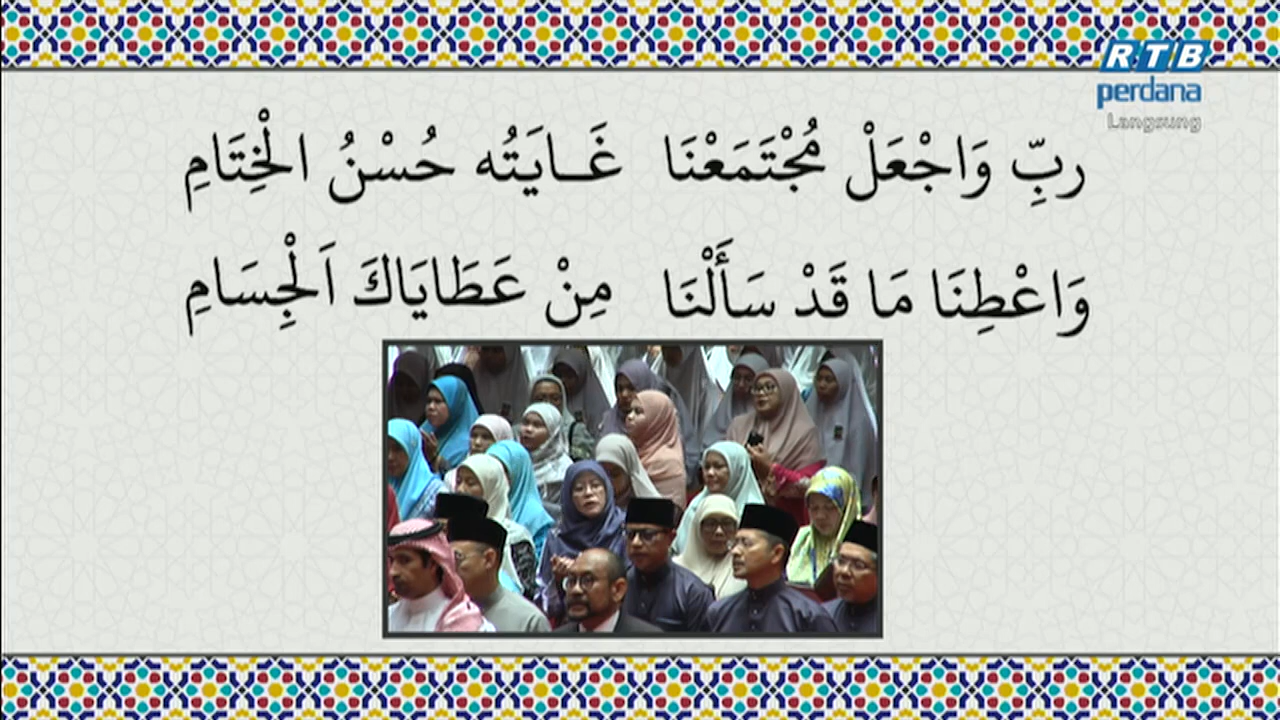 RTB
perdana
Langsung
ربِّ وَاجْعَلْ مُجْتَمَعْنَا غَـايَتُه حُسْنُ الْخِتَامِ
وَاعْطِنَا مَا قَدْ سَأَلْنَا مِنْ عَطَايَاكَ اَلْجِسَامِ